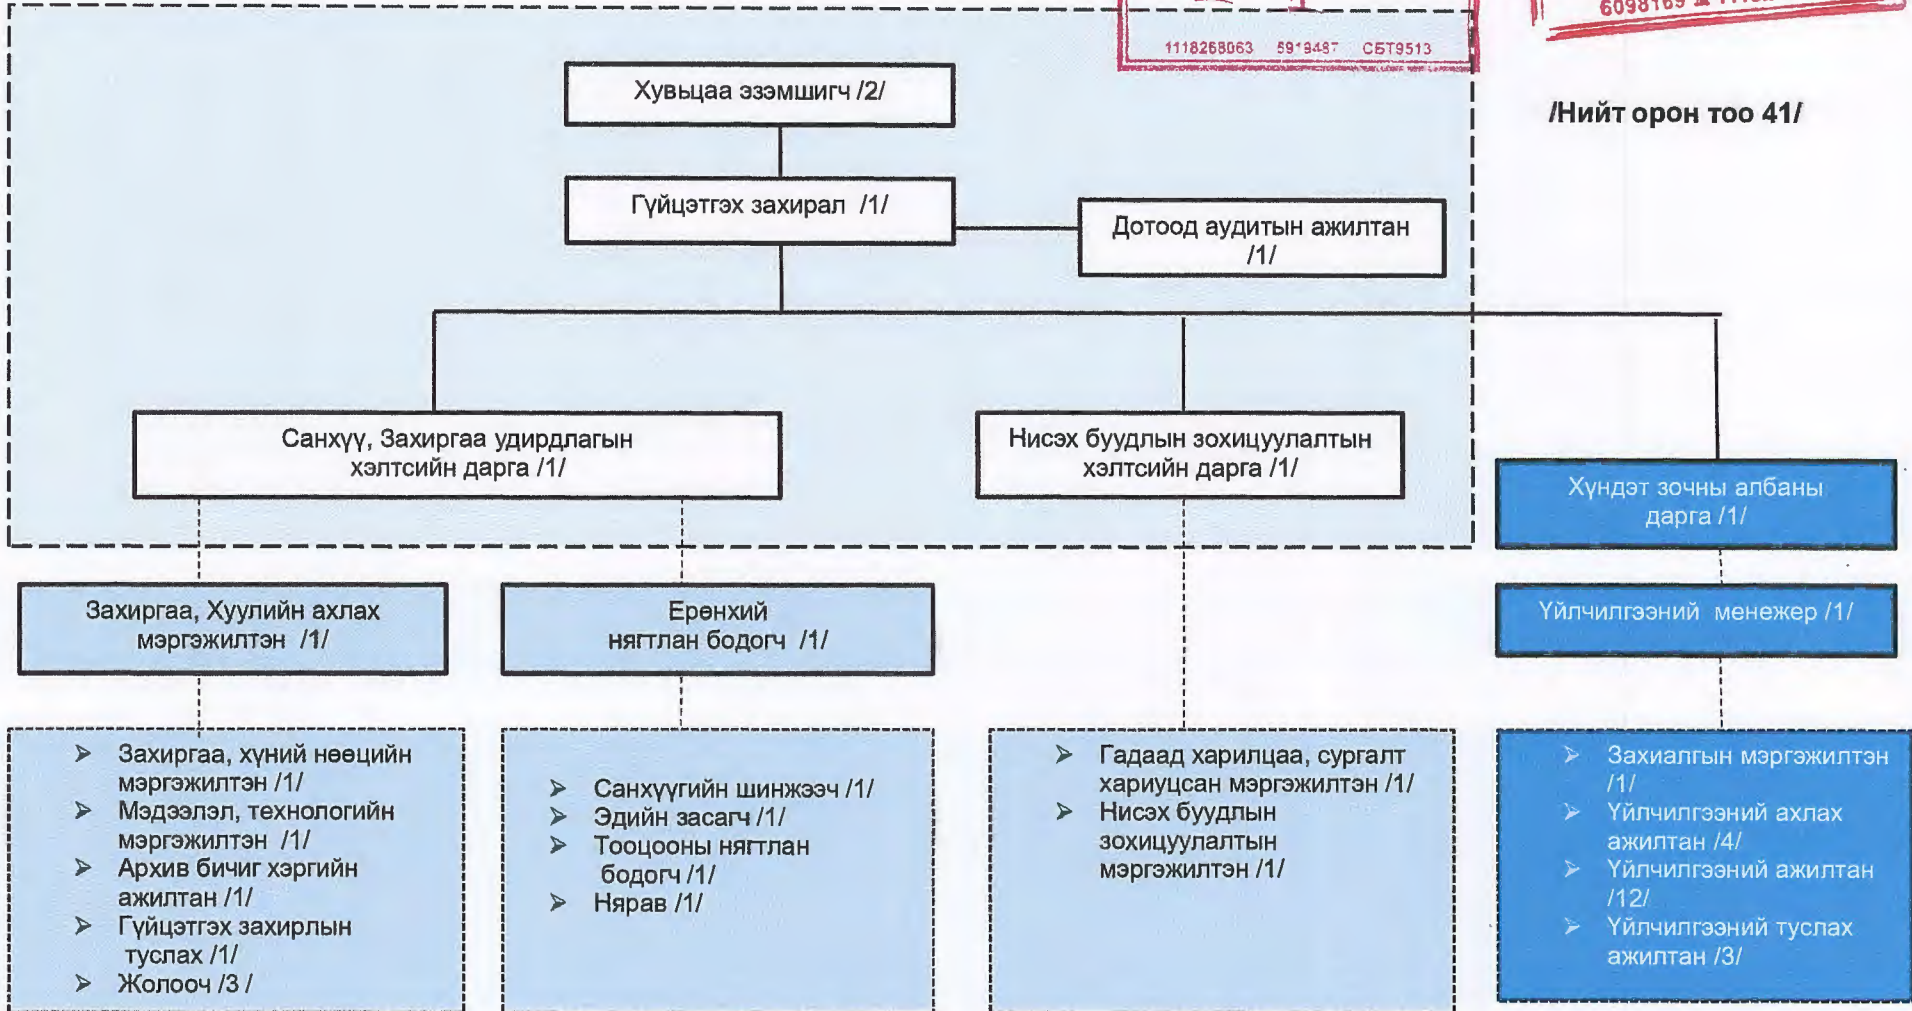 1118268063 5919487 СБТ9513
6098169
Хувьцаа эзэмшигч /2/
/Нийт орон тоо 41/
Гүйцэтгэх захирал /1/
Дотоод аудитын ажилтан
/1/
Санхүү, Захиргаа удирдлагын
хэлтсийн дарга /1/
Нисэх буудлын зохицуулалтын
хэлтсийн дарга /1/
Хүндэт зочны албаны
дарга /1/
Захиргаа, Хуулийн ахлах
мэргэжилтэн /1/
Ерөнхий
нягтлан бодогч /1/
Үйлчилгээний менежер /1/
➢ Захиргаа, хүний нөөцийн
мэргэжилтэн /1/
➢ Мэдээлэл, технологийн
мэргэжилтэн /1/
➢ Архив бичиг хэргийн
ажилтан /1/
➢ Гүйцэтгэх захирлын
туслах /1/
➢ Жолооч /3 /
➢ Санхүүгийн шинжээч /1/
➢ Эдийн засагч /1/
➢ Тооцооны нягтлан
бодогч /1/
➢ Нярав /1/
➢ Гадаад харилцаа, сургалт
хариуцсан мэргэжилтэн /1/
➢ Нисэх буудлын
зохицуулалтын
мэргэжилтэн /1/
➢ Захиалгын мэргэжилтэн
/1/
➢ Үйлчилгээний ахлах
ажилтан /4/
➢ Үйлчилгээний ажилтан
/12/
➢ Үйлчилгээний туслах
ажилтан /3/